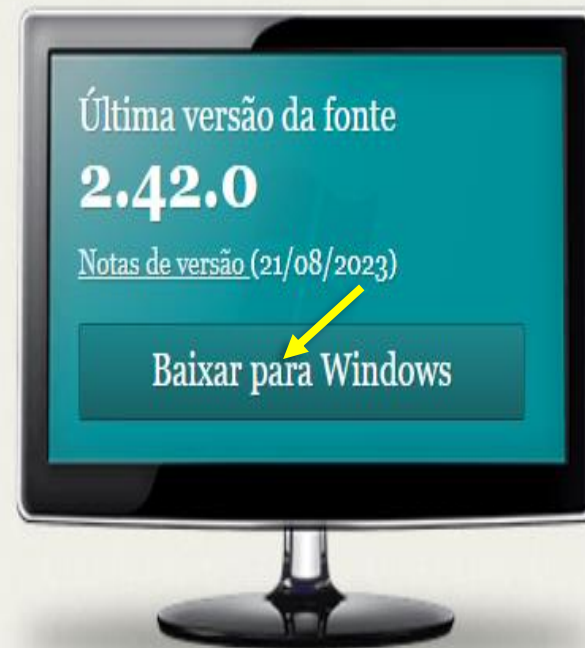 Última versão da fonte
2.42.0
Notas de versão (21/08/2023)
Baixar para Windows